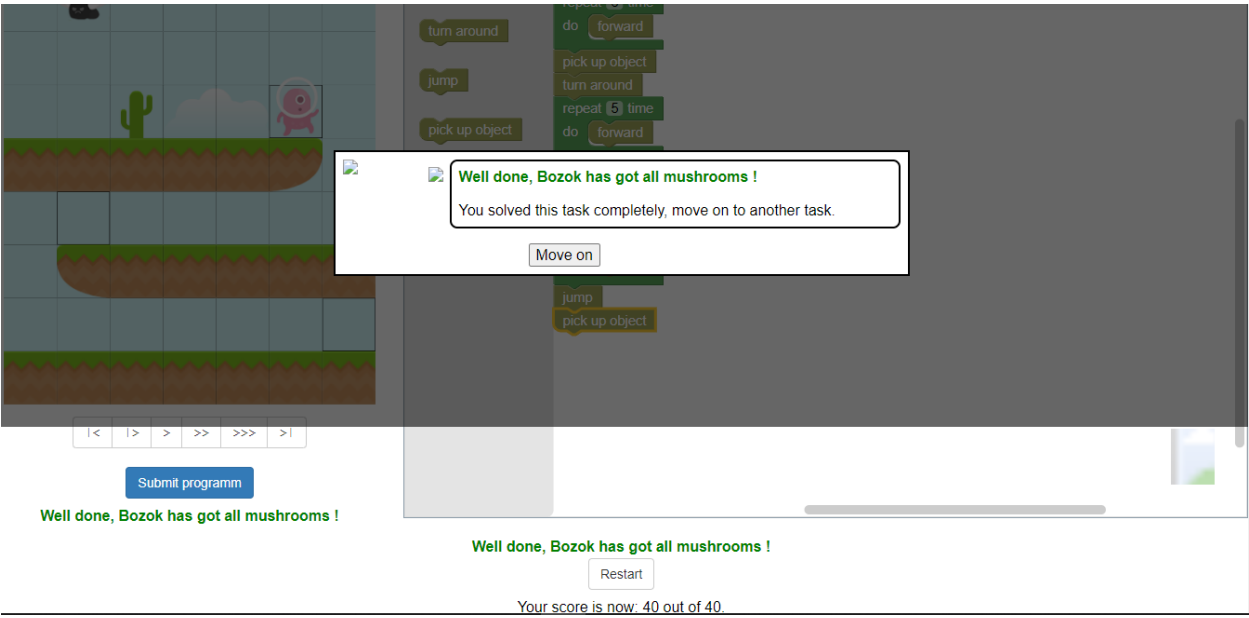 repeat 5 time
do forward
turn around
pick up object
jump
turn around
repeat 5 time
pick up object
do forward
Well done, Bozok has got all mushrooms !
You solved this task completely, move on to another task.
Move on
jump
pick up object
|< |> > >> >>> >|
Submit programm
Well done, Bozok has got all mushrooms !
Well done, Bozok has got all mushrooms !
Restart
Your score is now: 40 out of 40.